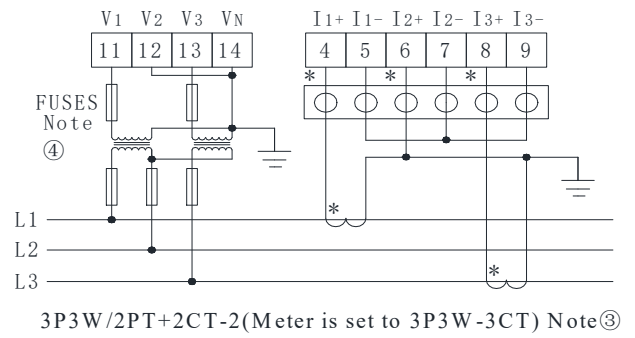 V1 V2 V3 VN I1+ I1- I2+ I2- I3+ I3-
11 12 13 14 4 5 6 7 8 9
* * *
FUSES
Note
④
*
L1
L2
*
L3
3P3W/2PT+2CT-2(Meter is set to 3P3W-3CT) Note③